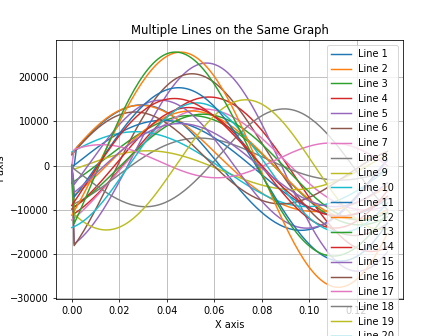 Multiple Lines on the Same Graph
20000
10000
0
−10000
−20000
−30000
0.00
0.02
0.04
0.06
0.08
0.10
X axis
Line 1
Line 2
Line 3
Line 4
Line 5
Line 6
Line 7
Line 8
Line 9
Line 10
Line 11
Line 12
Line 13
Line 14
Line 15
Line 16
Line 17
Line 18
Line 19
Line 20